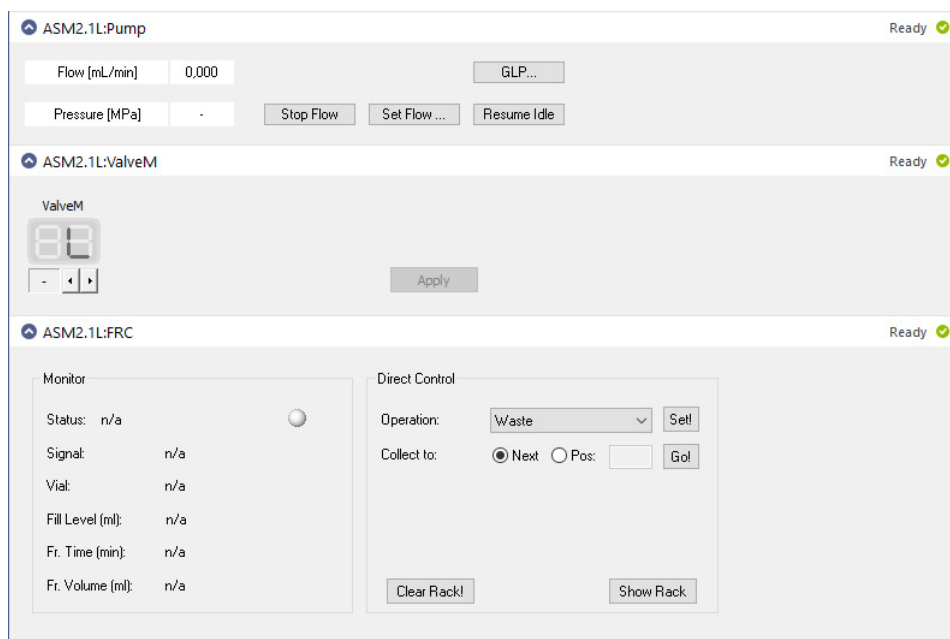 ASM2.1L:Pump Ready
Flow [mL/min] 0,000 GLP...
Pressure [MPa] - Stop Flow Set Flow ... Resume Idle
ASM2.1L:ValveM Ready
ValveM
L
- Apply
ASM2.1L:FRC Ready
Monitor Direct Control
Status: n/a Operation: Waste Set!
Signal: n/a Collect to: Next Pos: Go!
Vial: n/a
Fill Level (ml): n/a
Fr. Time (min): n/a
Fr. Volume (ml): n/a Clear Rack! Show Rack